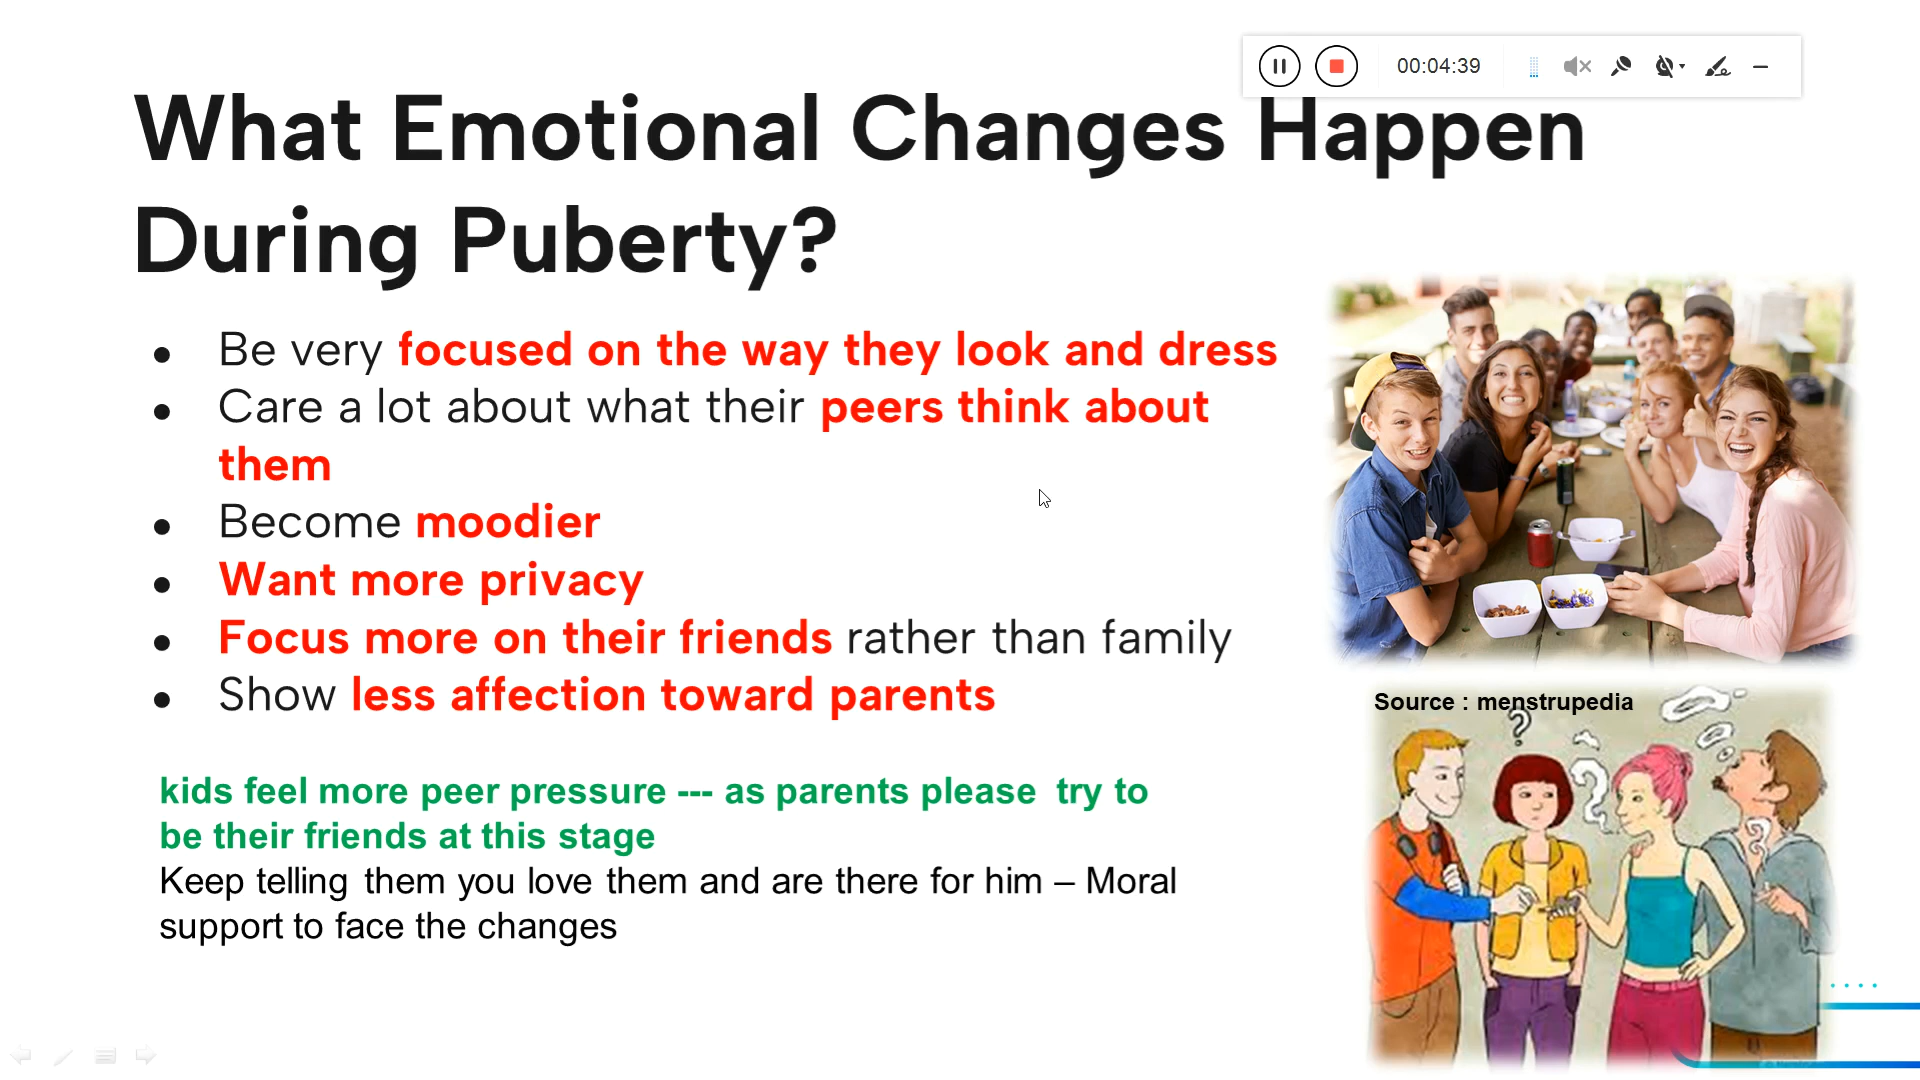 00:04:39
What Emotional Changes Happen
During Puberty?
● Be very focused on the way they look and dress
● Care a lot about what their peers think about
them
● Become moodier
● Want more privacy
● Focus more on their friends rather than family
● Show less affection toward parents
Source : menstrupedia
kids feel more peer pressure --- as parents please try to
be their friends at this stage
Keep telling them you love them and are there for him – Moral
support to face the changes